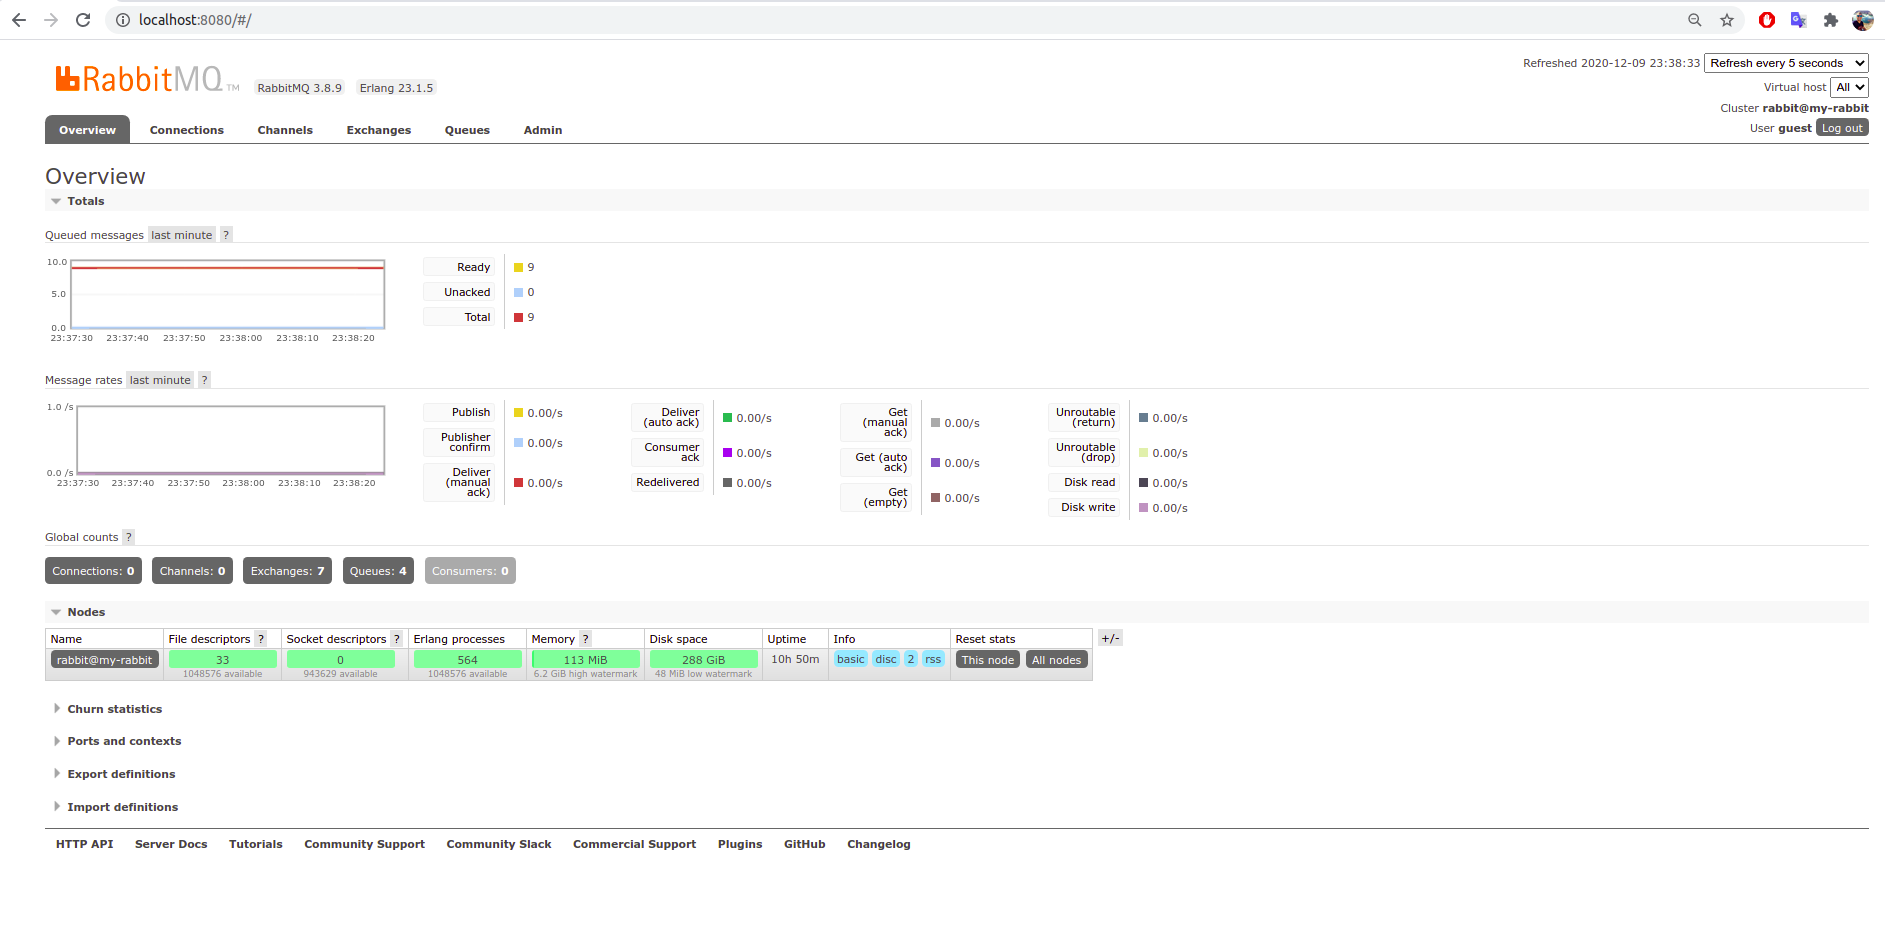 localhost:8080/#/
RabbitMQ TM RabbitMQ 3.8.9 Erlang 23.1.5
Refreshed 2020-12-09 23:38:33 Refresh every 5 seconds
Virtual host All
Cluster rabbit@my-rabbit
User guest Log out
Overview Connections Channels Exchanges Queues Admin
Overview
Totals
Queued messages last minute ?
10.0
5.0
0.0
23:37:30 23:37:40 23:37:50 23:38:00 23:38:10 23:38:20
Ready 9
Unacked 0
Total 9
Message rates last minute ?
1.0 /s
0.0 /s
23:37:30 23:37:40 23:37:50 23:38:00 23:38:10 23:38:20
Publish 0.00/s
Publisher
confirm 0.00/s
Deliver
(manual
ack) 0.00/s
Deliver
(auto ack) 0.00/s
Consumer
ack 0.00/s
Redelivered 0.00/s
Get
(manual
ack) 0.00/s
Get (auto
ack) 0.00/s
Get
(empty) 0.00/s
Unroutable
(return) 0.00/s
Unroutable
(drop) 0.00/s
Disk read 0.00/s
Disk write 0.00/s
Global counts ?
Connections: 0 Channels: 0 Exchanges: 7 Queues: 4 Consumers: 0
Nodes
Name File descriptors ? Socket descriptors ? Erlang processes Memory ? Disk space Uptime Info Reset stats +/-
rabbit@my-rabbit 33 0 564 113 MiB 288 GiB 10h 50m basic disc 2 rss This node All nodes
1048576 available 943629 available 1048576 available 6.2 GiB high watermark 48 MiB low watermark
Churn statistics
Ports and contexts
Export definitions
Import definitions
HTTP API Server Docs Tutorials Community Support Community Slack Commercial Support Plugins GitHub Changelog